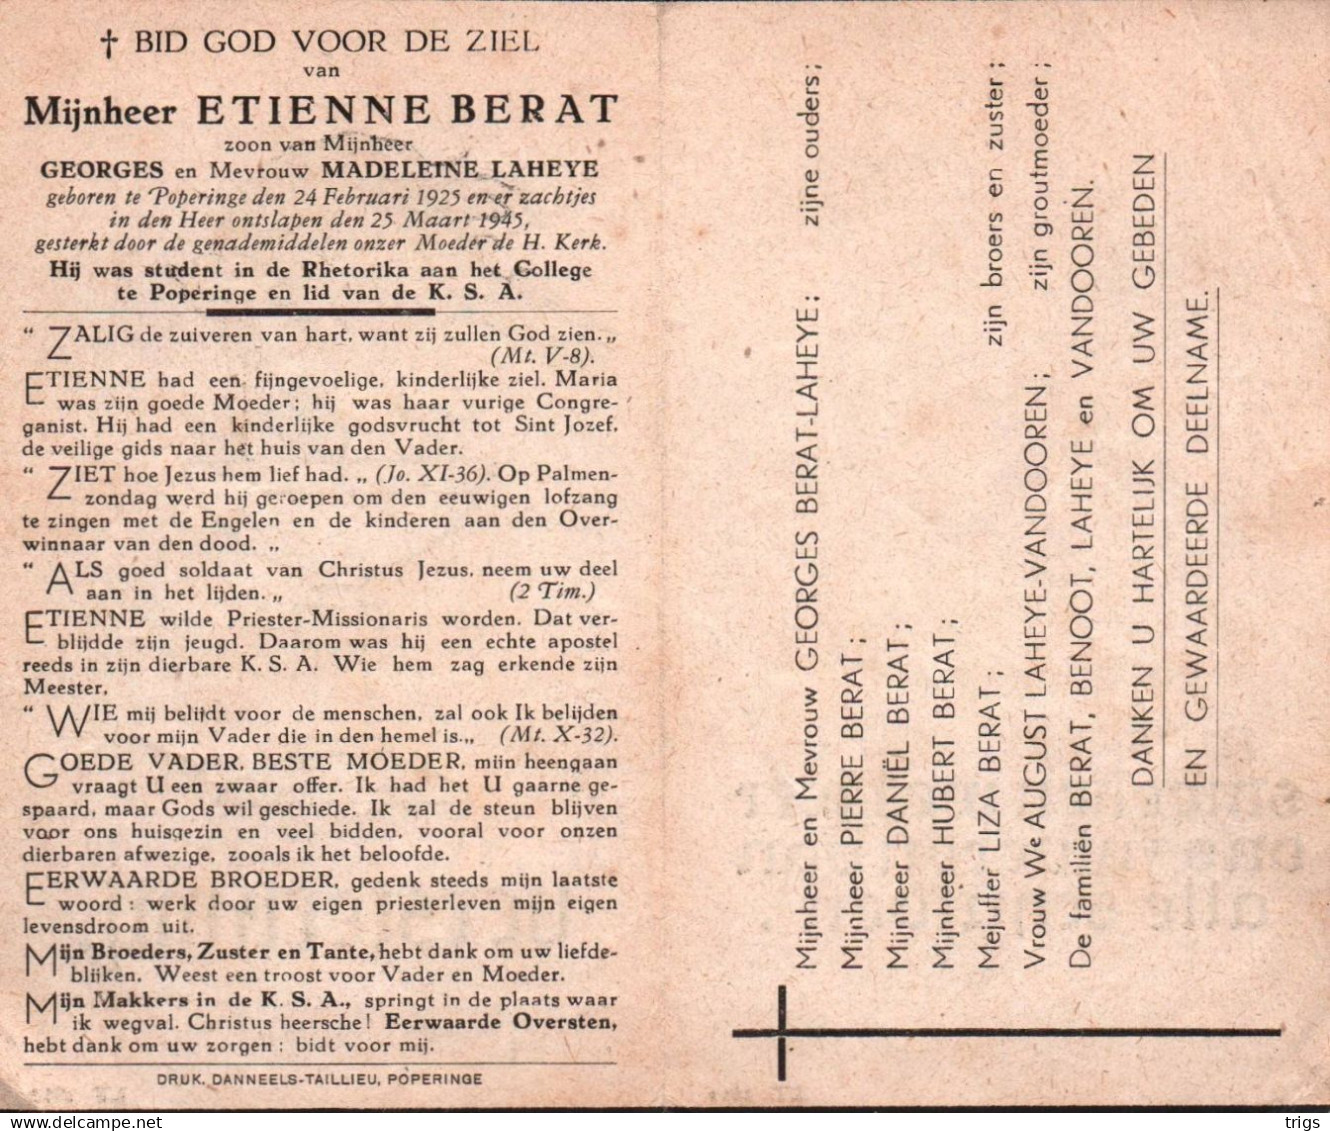 † BID GOD VOOR DE ZIEL
van
Mijnheer ETIENNE BERAT
zoon van Mijnheer
GEORGES en Mevrouw MADELEINE LAHEYE
geboren te Poperinge den 24 Februari 1925 en er zachtjes
in den Heer ontslapen den 25 Maart 1945,
gesterkt door de genademiddelen onzer Moeder de H. Kerk.
Hij was student in de Rhetorika aan het College
te Poperinge en lid van de K. S. A.
“ ZALIG de zuiveren van hart, want zij zullen God zien. „
(Mt. V-8).
ETIENNE had een fijngevoelige, kinderlijke ziel. Maria
was zijn goede Moeder; hij was haar vurige Congre-
ganist. Hij had een kinderlijke godsvrucht tot Sint Jozef,
de veilige gids naar het huis van den Vader.
“ ZIET hoe Jezus hem lief had. „ (Jo. XI-36). Op Palmen-
zondag werd hij geroepen om den eeuwigen lofzang
te zingen met de Engelen en de kinderen aan den Over-
winnaar van den dood. „
“ ALS goed soldaat van Christus Jezus, neem uw deel
aan in het lijden. „ (2 Tim.)
ETIENNE wilde Priester-Missionaris worden. Dat ver-
blijdde zijn jeugd. Daarom was hij een echte apostel
reeds in zijn dierbare K. S. A. Wie hem zag erkende zijn
Meester.
“ WIE mij belijdt voor de menschen, zal ook Ik belijden
voor mijn Vader die in den hemel is. „ (Mt. X-32).
GOEDE VADER, BESTE MOEDER, mijn heengaan
vraagt U een zwaar offer. Ik had het U gaarne ge-
spaard, maar Gods wil geschiede. Ik zal de steun blijven
voor ons huisgezin en veel bidden, vooral voor onzen
dierbaren afwezige, zooals ik het beloofde.
EERWAARDE BROEDER, gedenk steeds mijn laatste
woord : werk door uw eigen priesterleven mijn eigen
levensdroom uit.
Mijn Broeders, Zuster en Tante, hebt dank om uw liefde-
blijken. Weest een troost voor Vader en Moeder.
Mijn Makkers in de K. S. A., springt in de plaats waar
ik wegval. Christus heersche! Eerwaarde Oversten,
hebt dank om uw zorgen : bidt voor mij.
DRUK. DANNEELS-TAILLIEU, POPERINGE
Mijnheer en Mevrouw GEORGES BERAT-LAHEYE; zijne ouders;
Mijnheer PIERRE BERAT;
Mijnheer DANIËL BERAT;
Mijnheer HUBERT BERAT;
Mejuffer LIZA BERAT; zijn broers en zuster;
Vrouw We AUGUST LAHEYE-VANDOOREN; zijn groutmoeder;
De familiën BERAT, BENOOT, LAHEYE en VANDOOREN.
DANKEN U HARTELIJK OM UW GEBEDEN
EN GEWAARDEERDE DEELNAME.
Delcampe.net
trigs